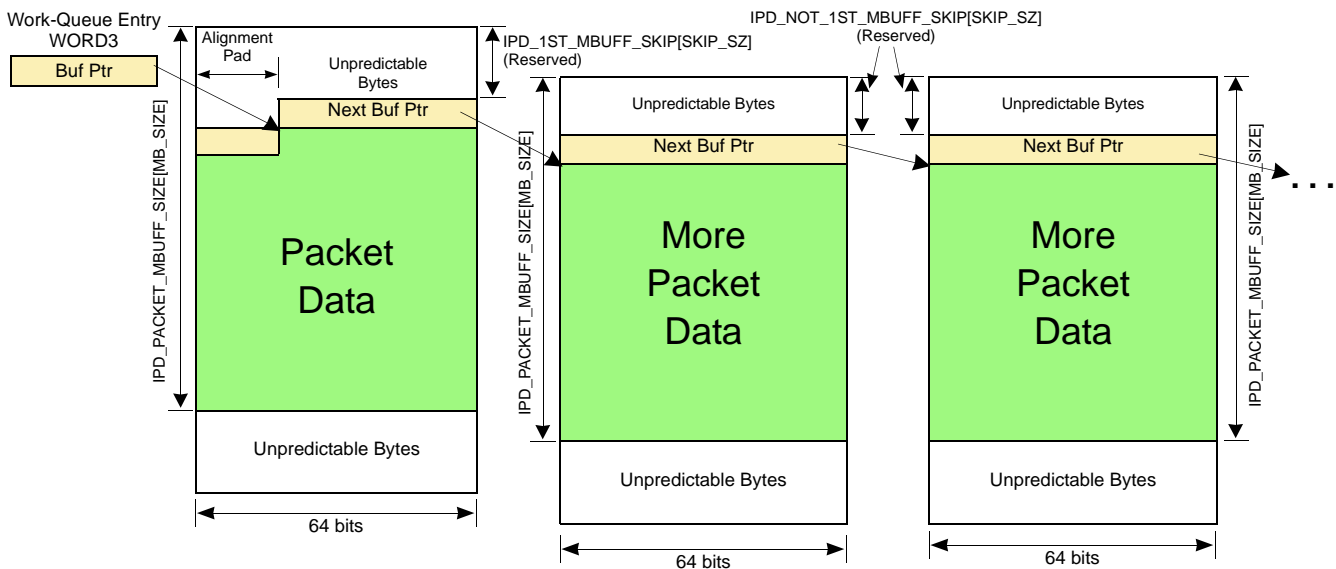 Work-Queue Entry
WORD3
Buf Ptr
Alignment
Pad
Unpredictable
Bytes
IPD_1ST_MBUFF_SKIP[SKIP_SZ]
(Reserved)
Next Buf Ptr
IPD_PACKET_MBUFF_SIZE[MB_SIZE]
Packet
Data
Unpredictable Bytes
64 bits
IPD_NOT_1ST_MBUFF_SKIP[SKIP_SZ]
(Reserved)
Unpredictable Bytes
Next Buf Ptr
IPD_PACKET_MBUFF_SIZE[MB_SIZE]
More
Packet
Data
Unpredictable Bytes
64 bits
Unpredictable Bytes
Next Buf Ptr
IPD_PACKET_MBUFF_SIZE[MB_SIZE]
More
Packet
Data
Unpredictable Bytes
64 bits
. . .